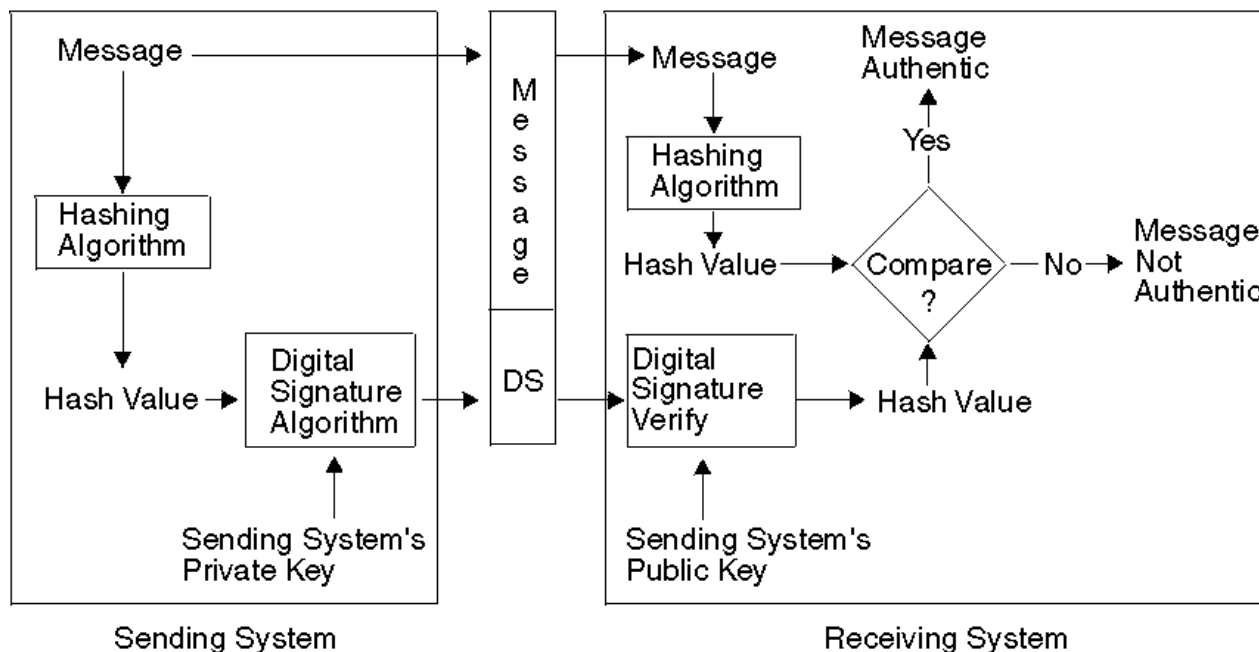 Message
Hashing
Algorithm
Hash Value
Digital
Signature
Algorithm
Sending System's
Private Key
Sending System
Message
DS
Message
Hashing
Algorithm
Hash Value
Digital
Signature
Verify
Sending System's
Public Key
Hash Value
Compare
?
Yes
Message
Authentic
No
Message
Not
Authentic
Receiving System